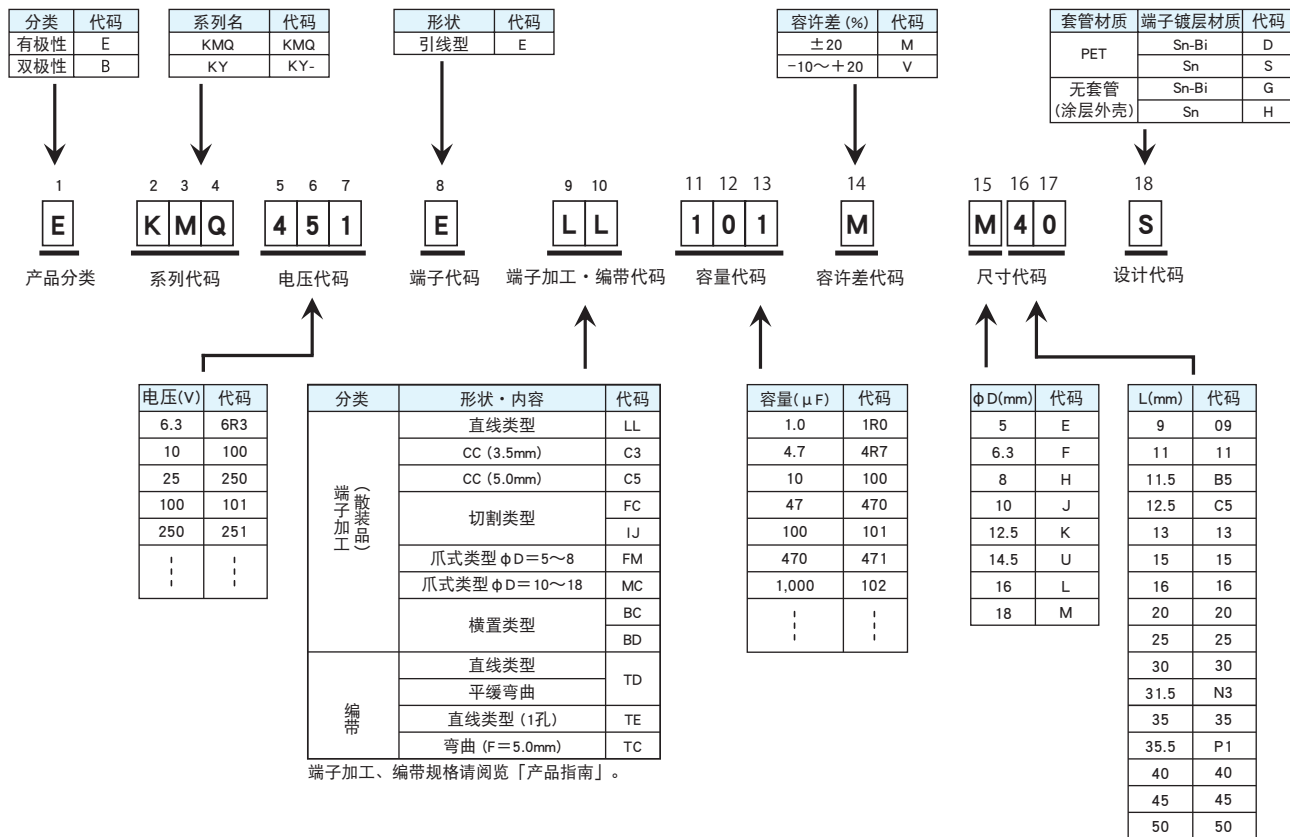 分类 代码
有极性 E
双极性 B
系列名 代码
KMQ KMQ
KY KY-
形状 代码
引线型 E
容许差(%) 代码
±20 M
-10～+20 V
套管材质 端子镀层材质 代码
PET Sn-Bi D
Sn S
无套管
(涂层外壳) Sn-Bi G
Sn H
1 2 3 4 5 6 7 8 9 10 11 12 13 14 15 16 17 18
E K M Q 4 5 1 E L L 1 0 1 M M 4 0 S
产品分类 系列代码 电压代码 端子代码 端子加工・编带代码 容量代码 容许差代码 尺寸代码 设计代码
电压(V) 代码
6.3 6R3
10 100
25 250
100 101
250 251
分类 形状・内容 代码
端子加工
(散装品)
直线类型 LL
CC (3.5mm) C3
CC (5.0mm) C5
切割类型 FC
IJ
爪式类型φD=5～8 FM
爪式类型φD=10～18 MC
横置类型 BC
BD
编带
直线类型 TD
平缓弯曲
直线类型 (1孔) TE
弯曲 (F=5.0mm) TC
端子加工、编带规格请阅览「产品指南」。
容量(μF) 代码
1.0 1R0
4.7 4R7
10 100
47 470
100 101
470 471
1,000 102
φD(mm) 代码
5 E
6.3 F
8 H
10 J
12.5 K
14.5 U
16 L
18 M
L(mm) 代码
9 09
11 11
11.5 B5
12.5 C5
13 13
15 15
16 16
20 20
25 25
30 30
31.5 N3
35 35
35.5 P1
40 40
45 45
50 50